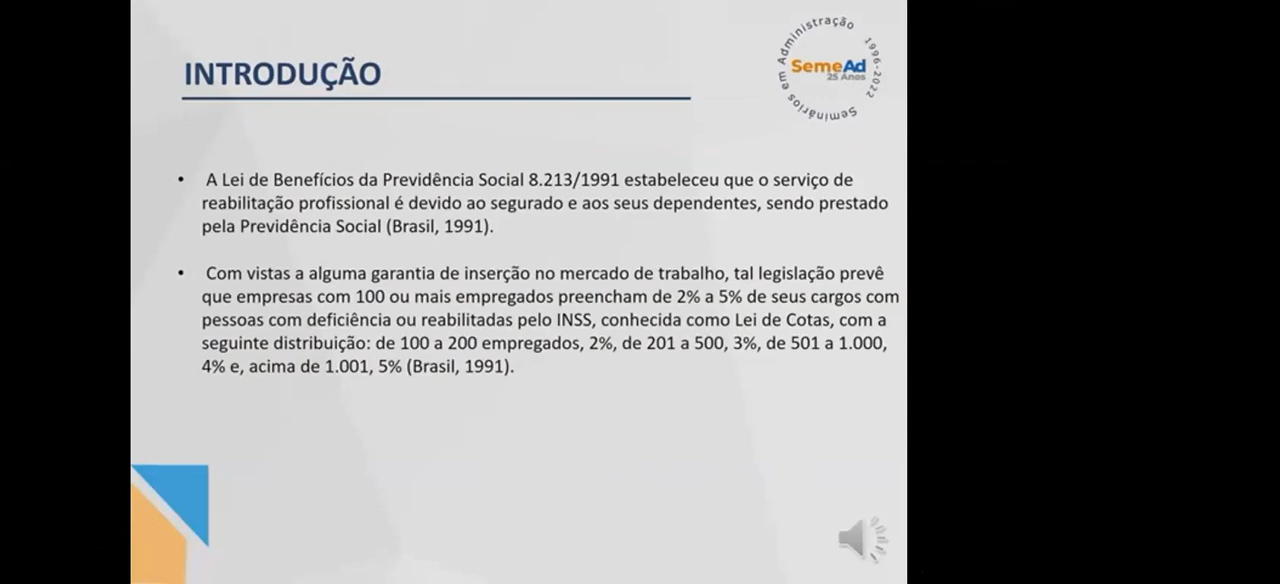 INTRODUÇÃO
Seminários em Administração 1996-2022
SemeAd
25 Anos
• A Lei de Benefícios da Previdência Social 8.213/1991 estabeleceu que o serviço de
reabilitação profissional é devido ao segurado e aos seus dependentes, sendo prestado
pela Previdência Social (Brasil, 1991).
• Com vistas a alguma garantia de inserção no mercado de trabalho, tal legislação prevê
que empresas com 100 ou mais empregados preencham de 2% a 5% de seus cargos com
pessoas com deficiência ou reabilitadas pelo INSS, conhecida como Lei de Cotas, com a
seguinte distribuição: de 100 a 200 empregados, 2%, de 201 a 500, 3%, de 501 a 1.000,
4% e, acima de 1.001, 5% (Brasil, 1991).